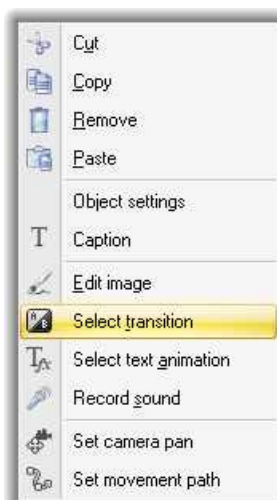 Cut
Copy
Remove
Paste
Object settings
T Caption
Edit image
A/B Select transition
TA Select text animation
Record sound
Set camera pan
Set movement path